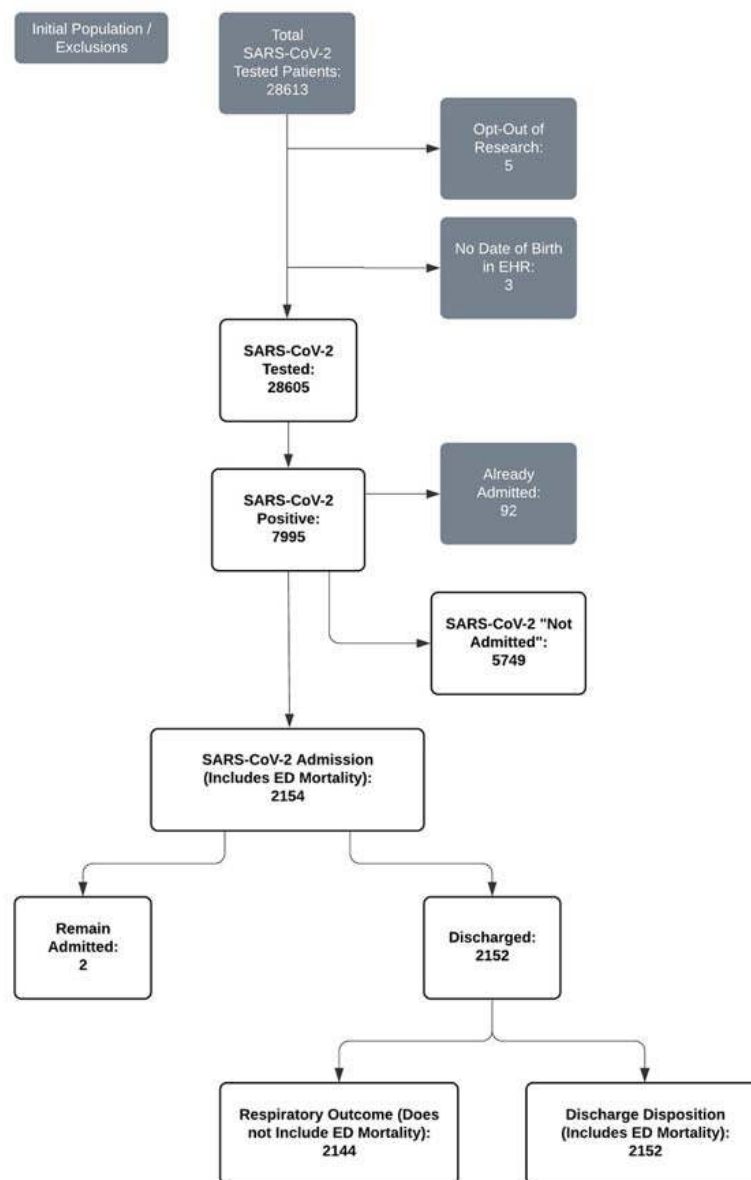 Initial Population /
Exclusions
Total
SARS-CoV-2
Tested Patients:
28613
Opt-Out of
Research:
5
No Date of Birth
in EHR:
3
SARS-CoV-2
Tested:
28605
SARS-CoV-2
Positive:
7995
Already
Admitted:
92
SARS-CoV-2 "Not
Admitted":
5749
SARS-CoV-2 Admission
(Includes ED Mortality):
2154
Remain
Admitted:
2
Discharged:
2152
Respiratory Outcome (Does
not Include ED Mortality):
2144
Discharge Disposition
(Includes ED Mortality):
2152